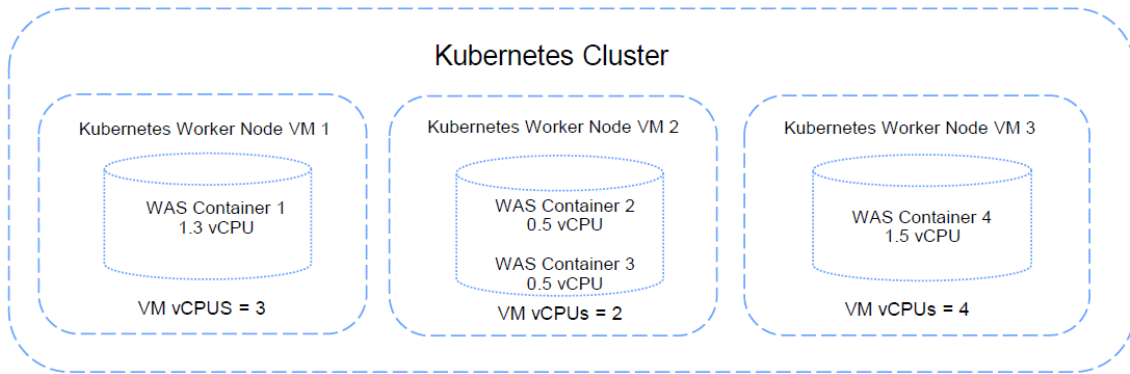 Kubernetes Cluster
Kubernetes Worker Node VM 1
WAS Container 1
1.3 vCPU
VM vCPUS = 3
Kubernetes Worker Node VM 2
WAS Container 2
0.5 vCPU
WAS Container 3
0.5 vCPU
VM vCPUs = 2
Kubernetes Worker Node VM 3
WAS Container 4
1.5 vCPU
VM vCPUs = 4